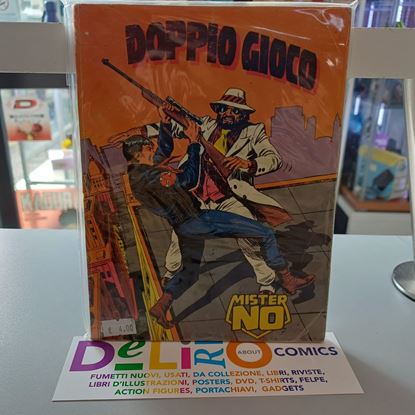 DOPPIO GIOCO
MISTER
NO
€ 4,00
DELIRIO ABOUT COMICS
FUMETTI NUOVI, USATI, DA COLLEZIONE, LIBRI, RIVISTE,
LIBRI D'ILLUSTRAZIONI, POSTERS, DVD, T-SHIRTS, FELPE,
ACTION FIGURES, PORTACHIAVI, GADGETS